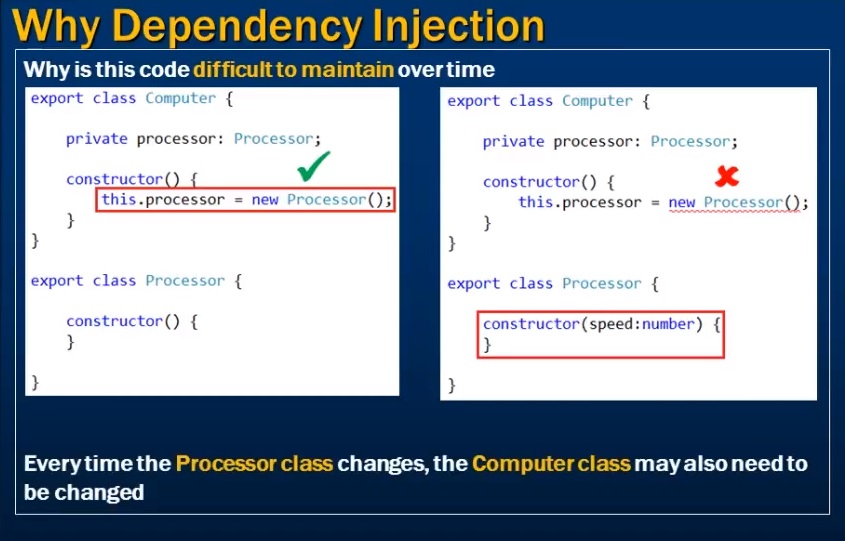 Why Dependency Injection
Why is this code difficult to maintain over time
export class Computer {
private processor: Processor;
constructor() {
this.processor = new Processor();
}
}
export class Processor {
constructor() {
}
}
export class Computer {
private processor: Processor;
constructor() {
this.processor = new Processor();
}
}
export class Processor {
constructor(speed:number) {
}
}
Every time the Processor class changes, the Computer class may also need to
be changed